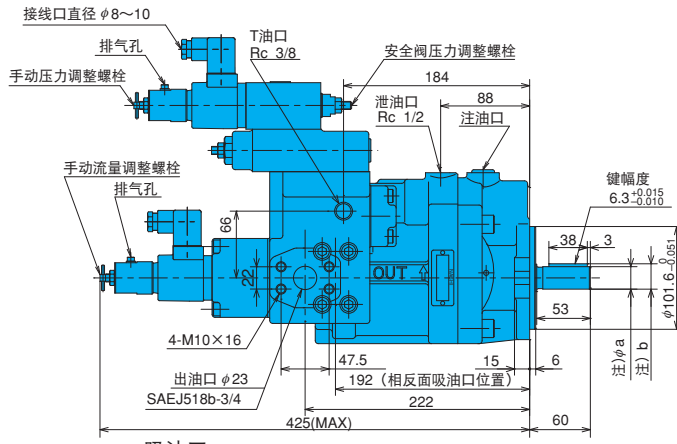 接线口直径 φ8～10
排气孔
手动压力调整螺栓
T油口
Rc 3/8
安全阀压力调整螺栓
184
泄油口
Rc 1/2
88
注油口
手动流量调整螺栓
排气孔
键幅度
6.3 +0.015 -0.010
66
38
3
22
OUT
φ101.6 -0.051
53
4-M10×16
47.5
15
6
注) φa
注) b
出油口 φ23
SAEJ518b-3/4
192（相反面吸油口位置）
222
425(MAX)
60